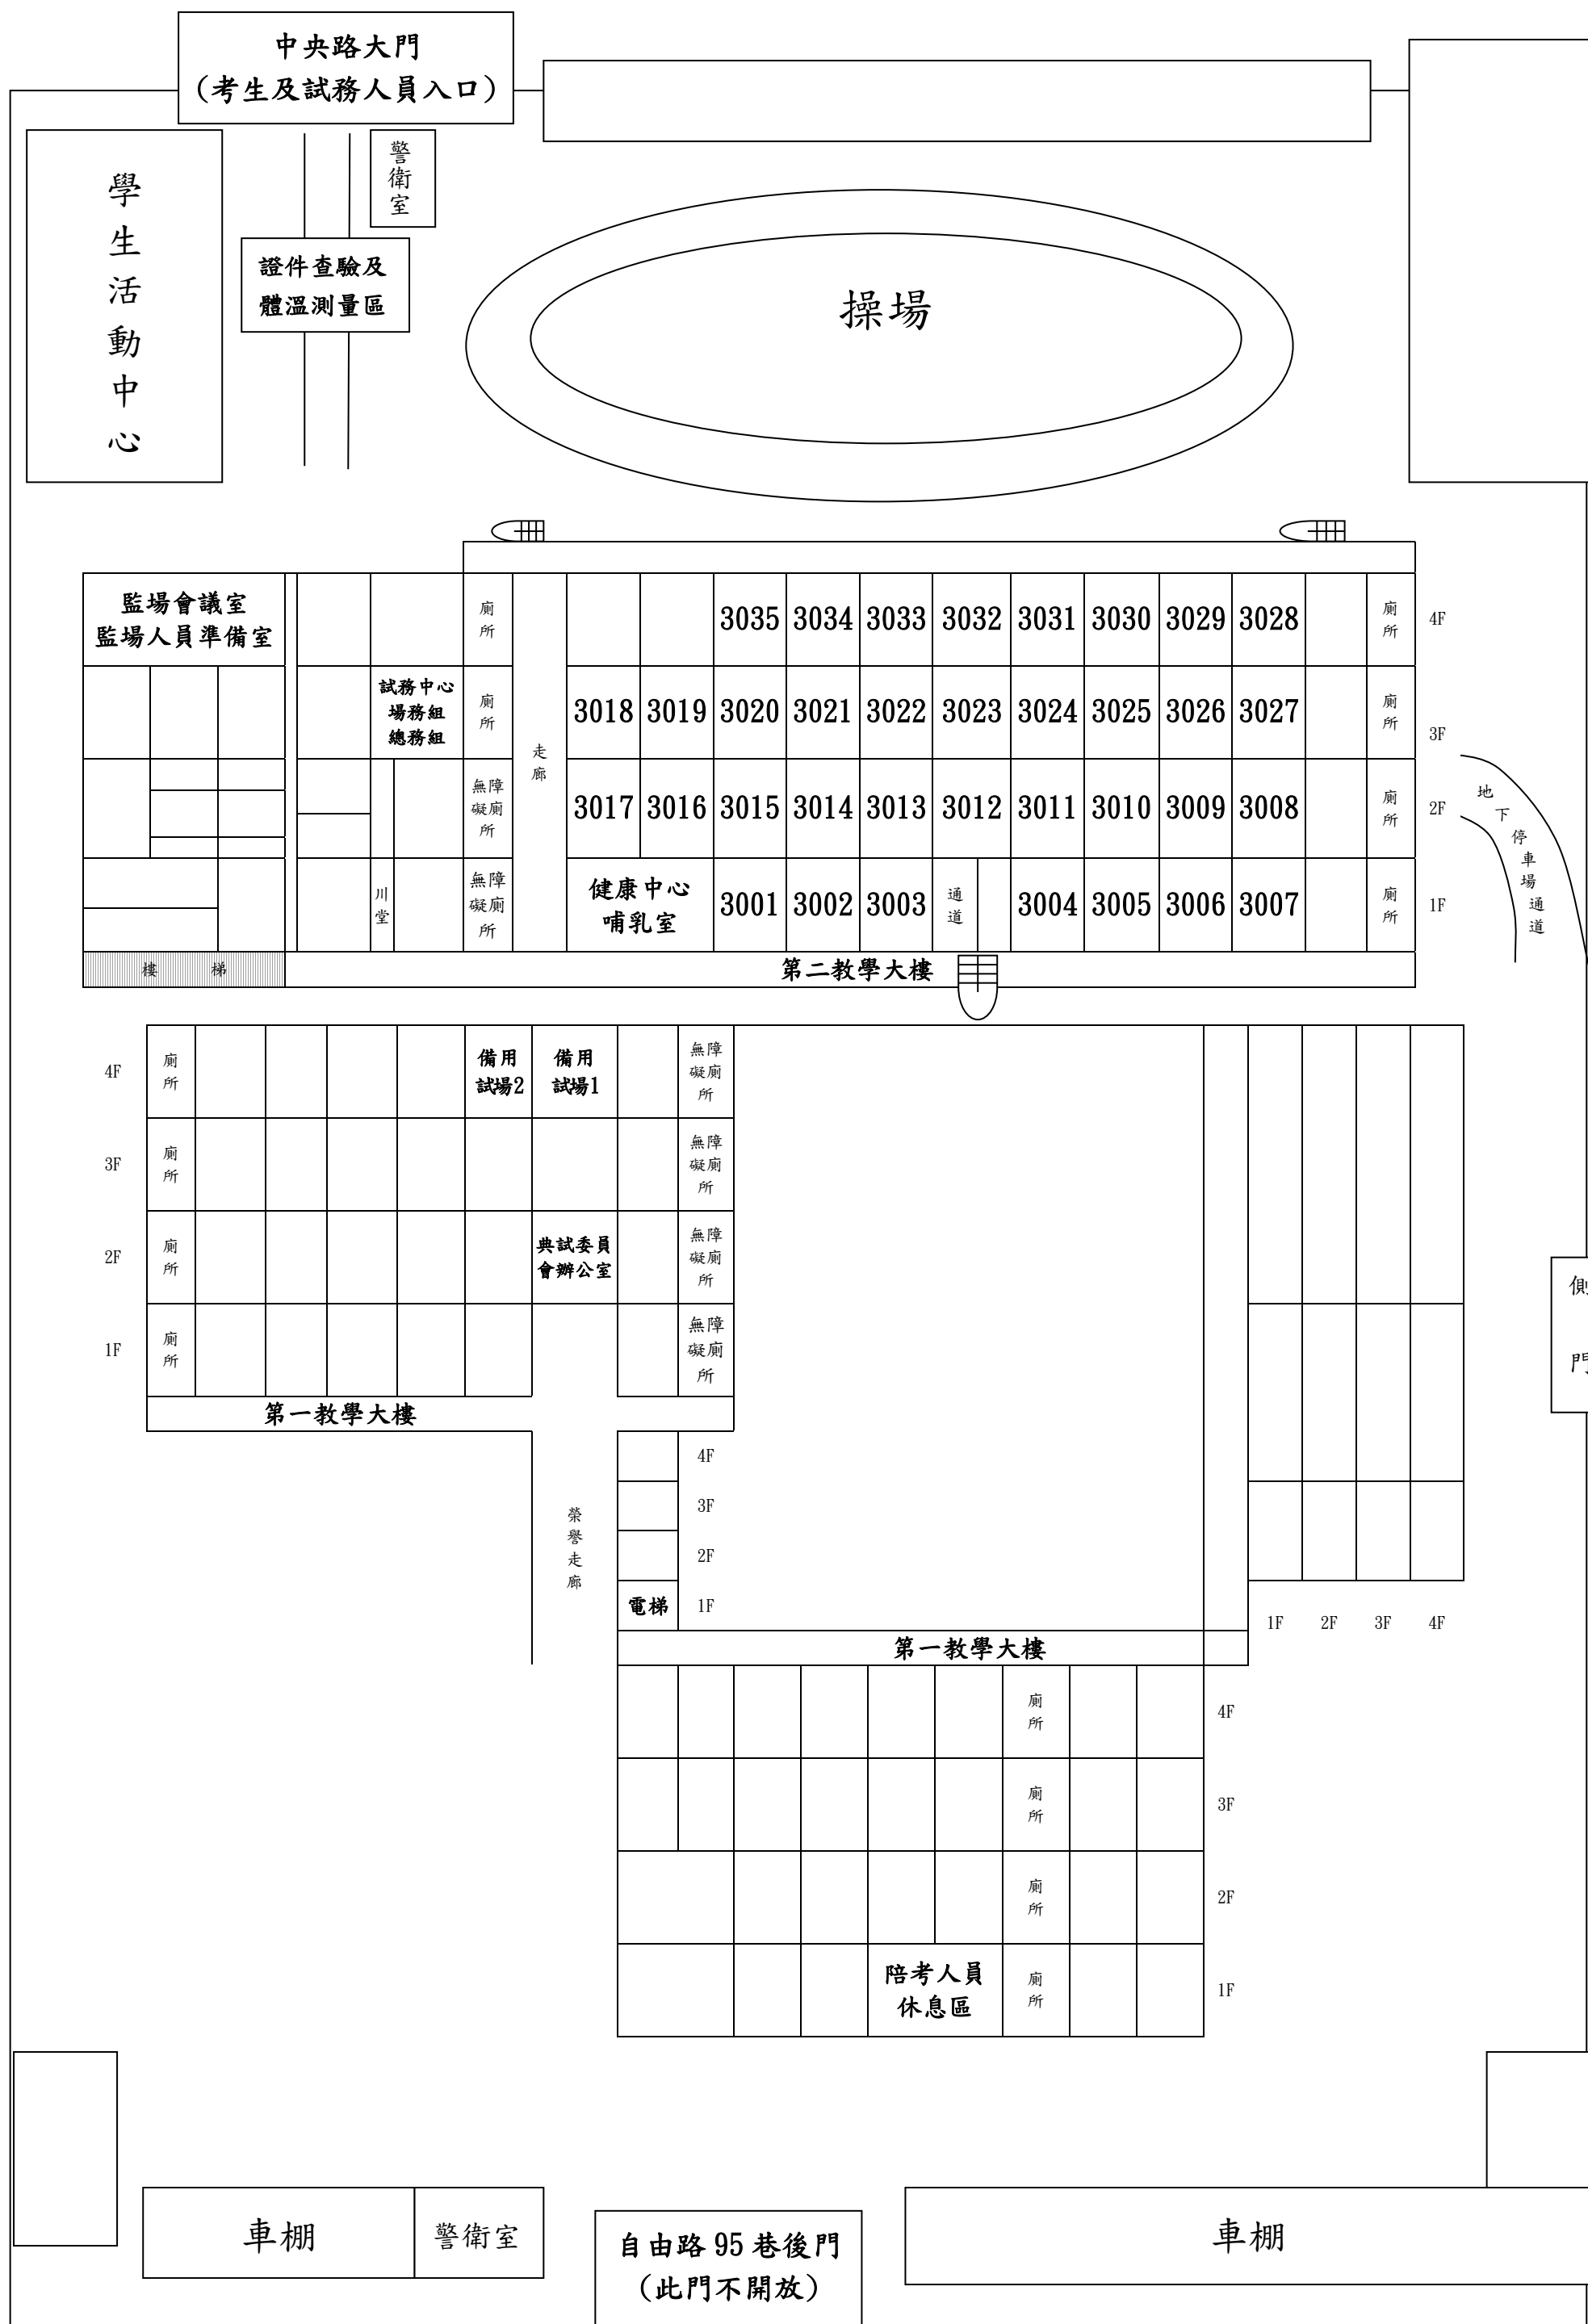 中央路大門
（考生及試務人員入口）
警衛室
學生活動中心
證件查驗及
體溫測量區
操場
監場會議室
監場人員準備室
廁所
3035 3034 3033 3032 3031 3030 3029 3028
廁所
4F
試務中心
場務組
總務組
廁所
走廊
3018 3019 3020 3021 3022 3023 3024 3025 3026 3027
廁所
3F
無障礙廁所
3017 3016 3015 3014 3013 3012 3011 3010 3009 3008
廁所
2F
地下停車場通道
川堂
無障礙廁所
健康中心
哺乳室
3001 3002 3003
通道
3004 3005 3006 3007
廁所
1F
樓 梯
第二教學大樓
4F
廁所
備用
試場2
備用
試場1
無障礙廁所
3F
廁所
無障礙廁所
2F
廁所
典試委員
會辦公室
無障礙廁所
側門
1F
廁所
無障礙廁所
第一教學大樓
4F
榮譽走廊
3F
2F
電梯
1F
1F 2F 3F 4F
第一教學大樓
廁所
4F
廁所
3F
廁所
2F
陪考人員
休息區
廁所
1F
車棚
警衛室
自由路 95 巷後門
（此門不開放）
車棚